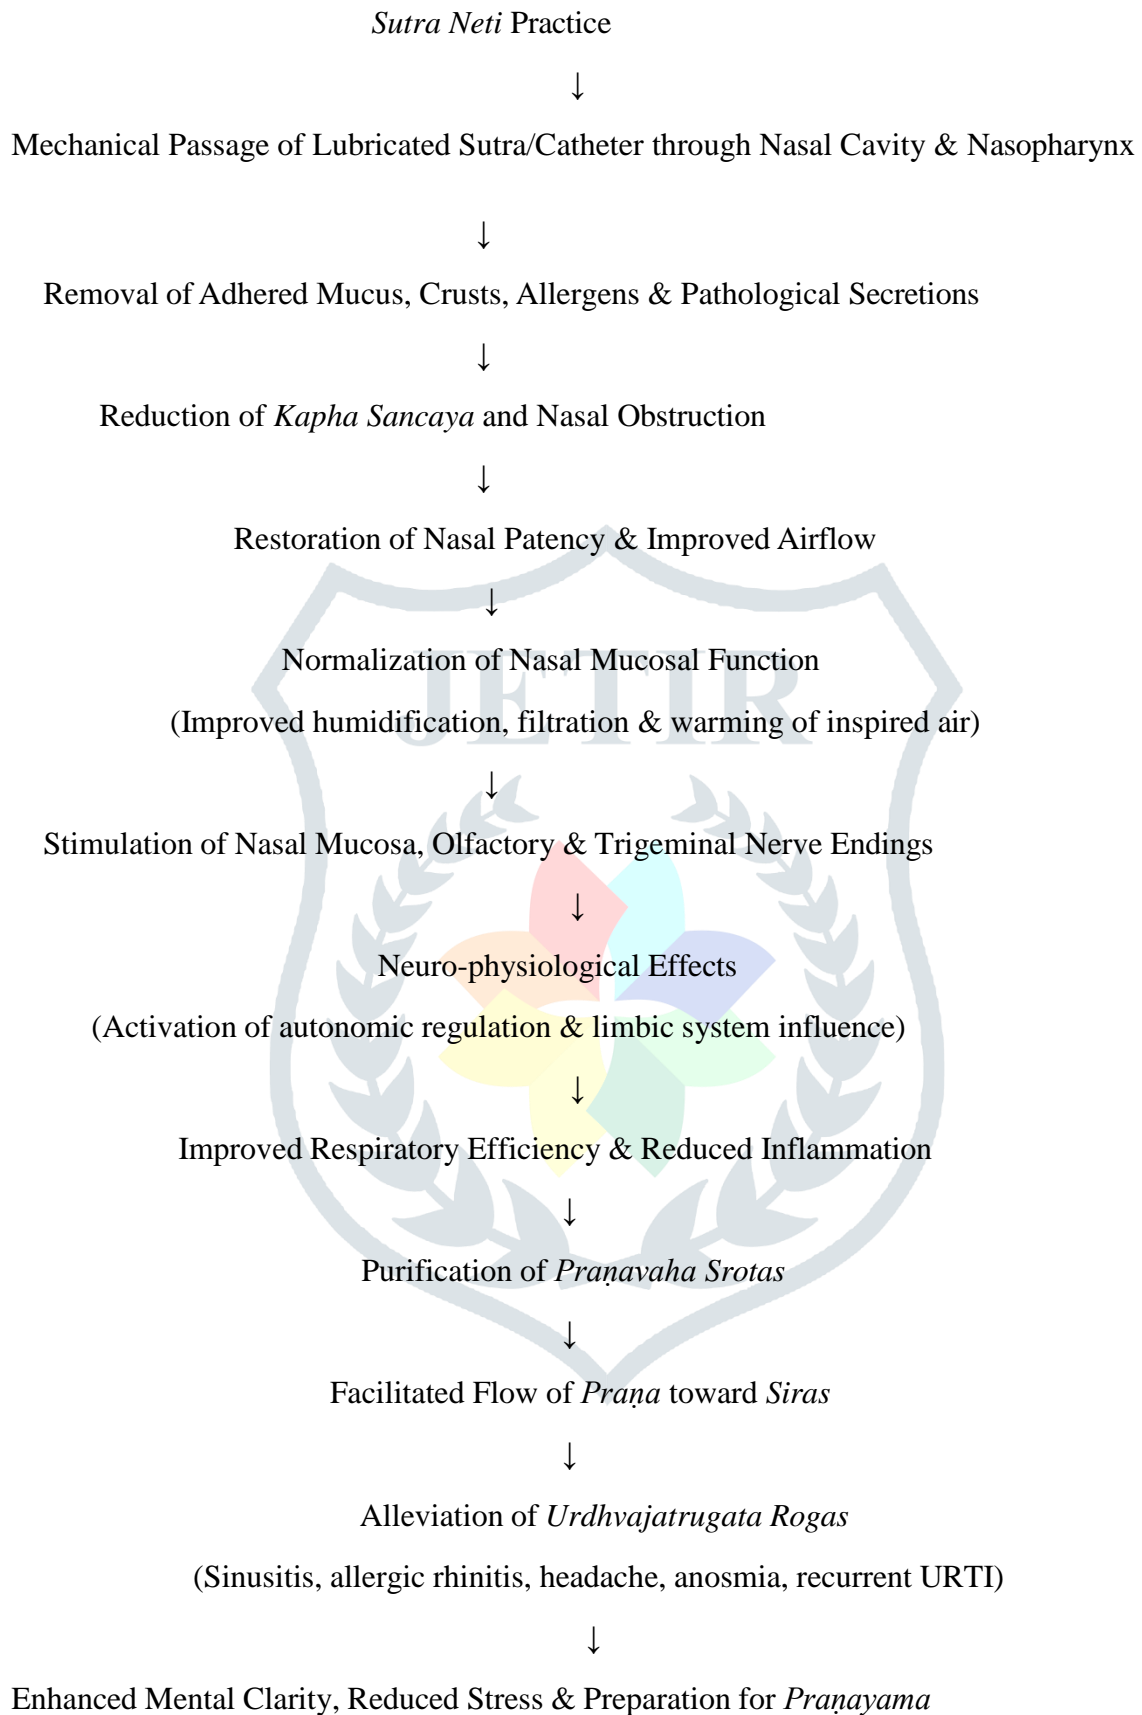 Sutra Neti Practice
↓
Mechanical Passage of Lubricated Sutra/Catheter through Nasal Cavity & Nasopharynx
↓
Removal of Adhered Mucus, Crusts, Allergens & Pathological Secretions
↓
Reduction of Kapha Sancaya and Nasal Obstruction
↓
Restoration of Nasal Patency & Improved Airflow
↓
Normalization of Nasal Mucosal Function
JETIR
(Improved humidification, filtration & warming of inspired air)
↓
Stimulation of Nasal Mucosa, Olfactory & Trigeminal Nerve Endings
↓
Neuro-physiological Effects
(Activation of autonomic regulation & limbic system influence)
↓
Improved Respiratory Efficiency & Reduced Inflammation
↓
Purification of Praṇavaha Srotas
↓
Facilitated Flow of Praṇa toward Siras
↓
Alleviation of Urdhvajatrugata Rogas
(Sinusitis, allergic rhinitis, headache, anosmia, recurrent URTI)
↓
Enhanced Mental Clarity, Reduced Stress & Preparation for Praṇayama